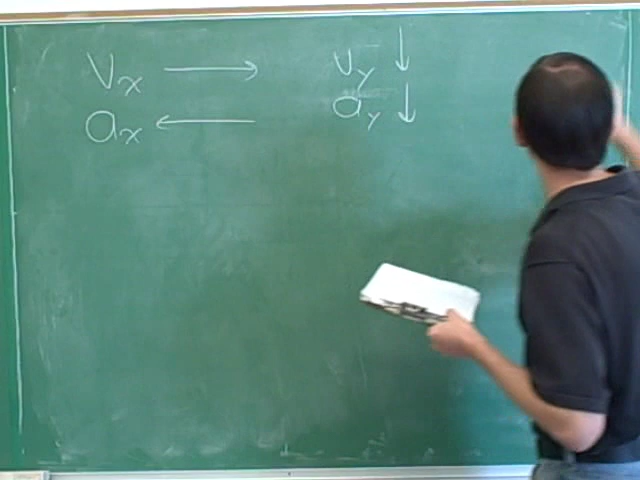 Vx → Vy ↓
ax ← ay ↓